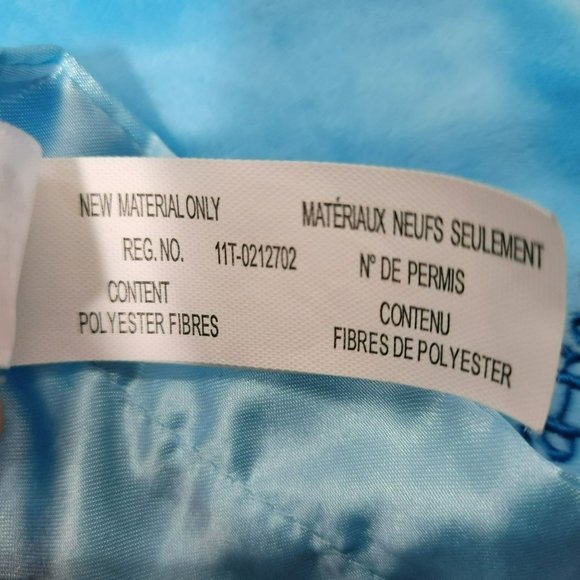 NEW MATERIAL ONLY
REG. NO. 11T-0212702
CONTENT
POLYESTER FIBRES
MATÉRIAUX NEUFS SEULEMENT
N° DE PERMIS
CONTENU
FIBRES DE POLYESTER